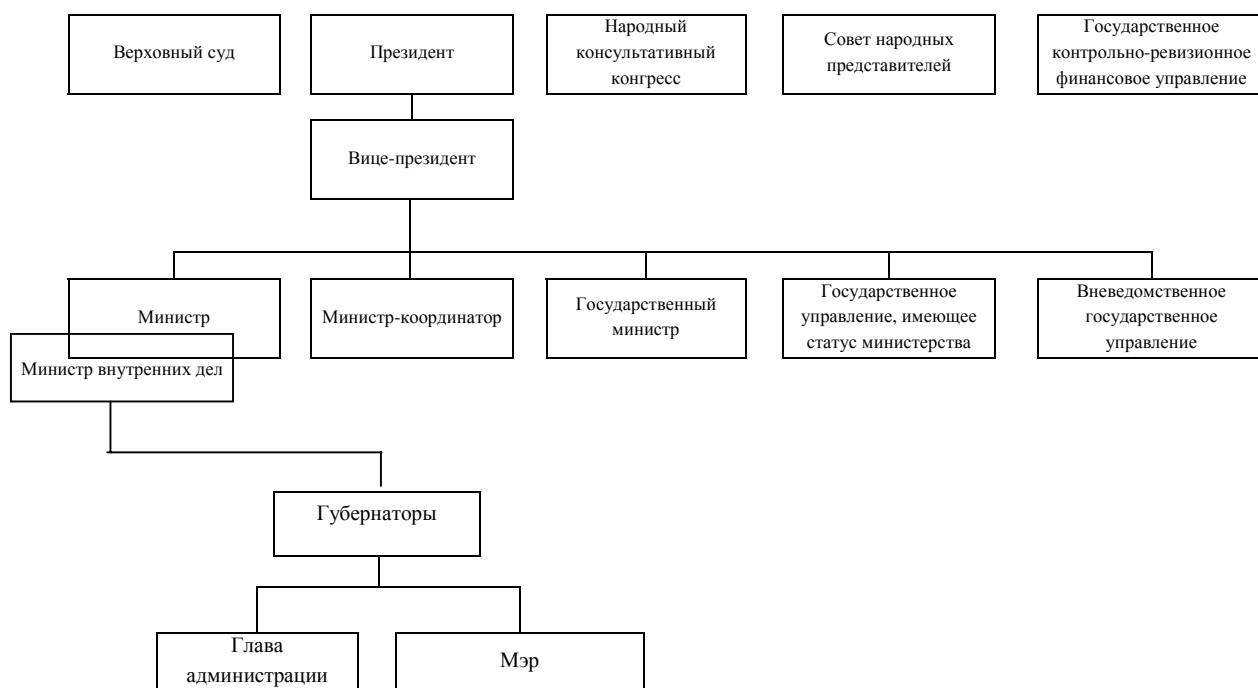 Верховный суд
Президент
Народный
консультативный
конгресс
Совет народных
представителей
Государственное
контрольно-ревизионное
финансовое управление
Вице-президент
Министр
Министр-координатор
Государственный
министр
Государственное
управление, имеющее
статус министерства
Вневедомственное
государственное
управление
Министр внутренних дел
Губернаторы
Глава
администрации
Мэр